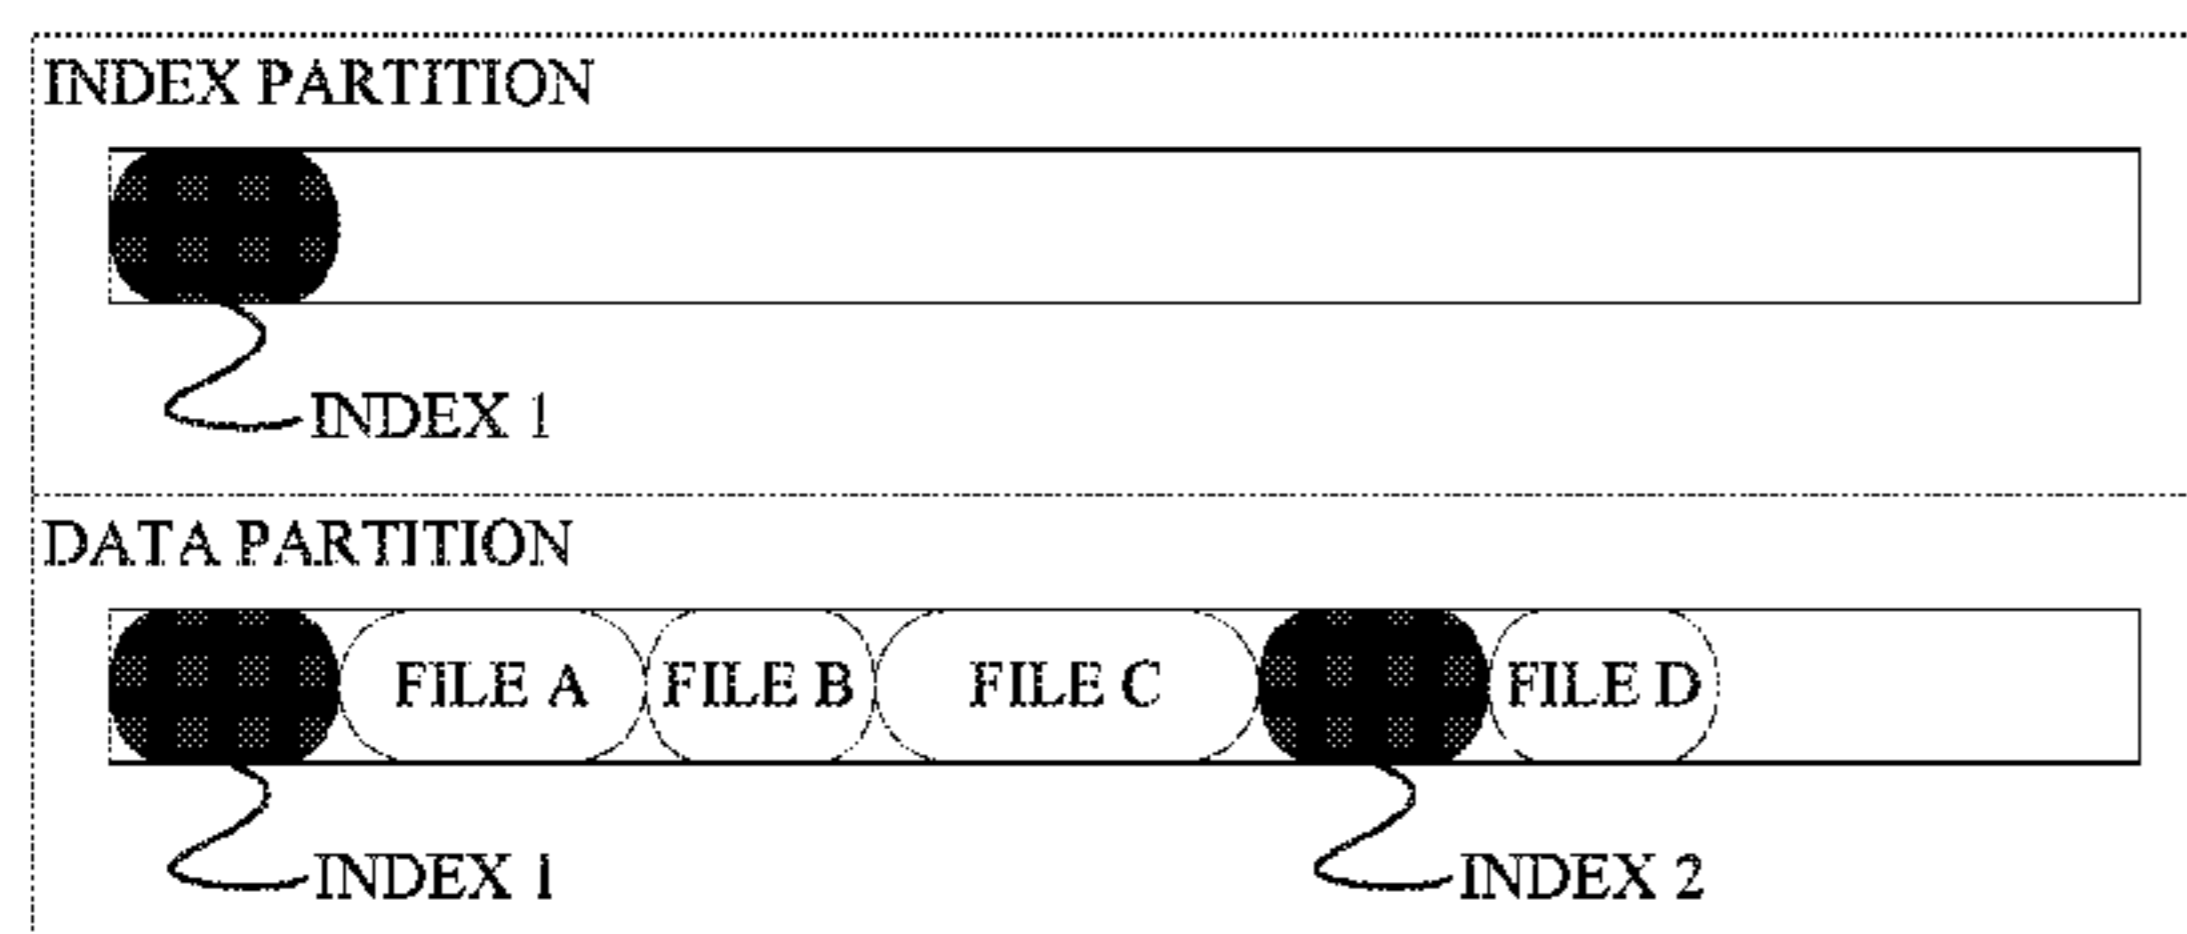 INDEX PARTITION
INDEX 1
DATA PARTITION
FILE A FILE B FILE C FILE D
INDEX 1 INDEX 2